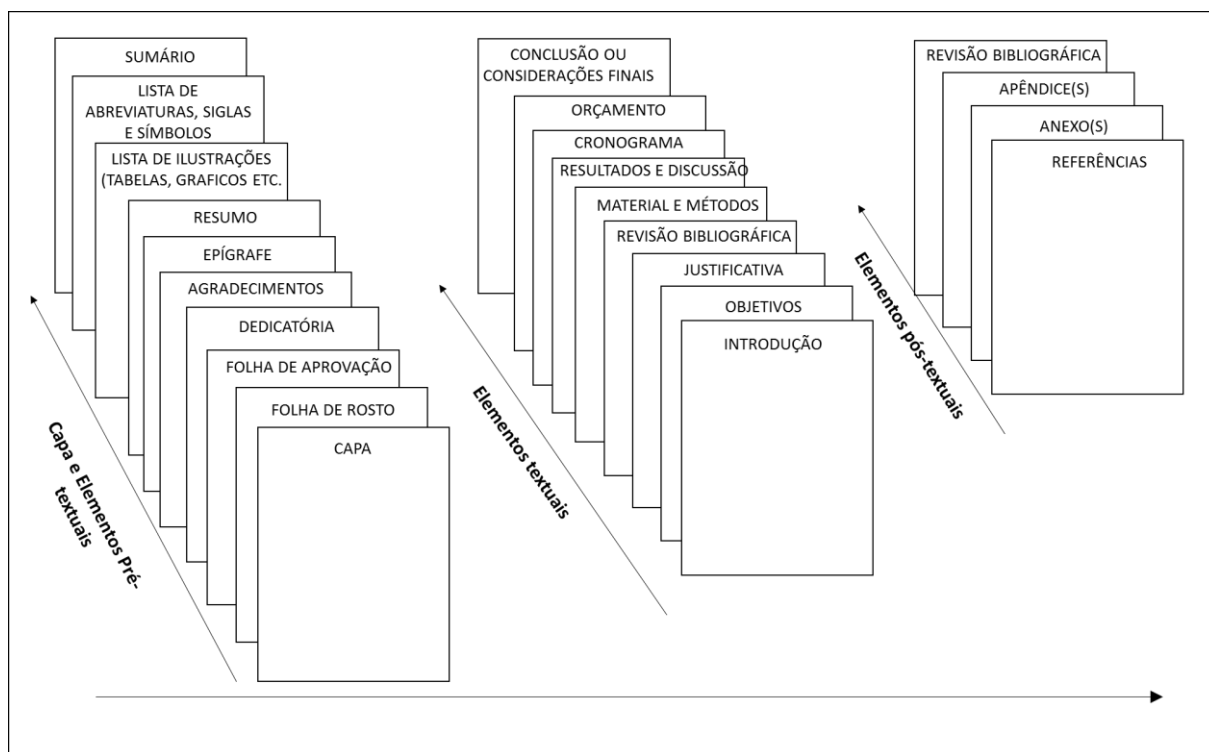 SUMÁRIO
LISTA DE
ABREVIATURAS, SIGLAS
E SÍMBOLOS
LISTA DE ILUSTRAÇÕES
(TABELAS, GRAFICOS ETC.
RESUMO
EPÍGRAFE
AGRADECIMENTOS
DEDICATÓRIA
FOLHA DE APROVAÇÃO
FOLHA DE ROSTO
CAPA
Capa e Elementos Pré-
textuais
CONCLUSÃO OU
CONSIDERAÇÕES FINAIS
ORÇAMENTO
CRONOGRAMA
RESULTADOS E DISCUSSÃO
MATERIAL E MÉTODOS
REVISÃO BIBLIOGRÁFICA
JUSTIFICATIVA
OBJETIVOS
INTRODUÇÃO
Elementos textuais
REVISÃO BIBLIOGRÁFICA
APÊNDICE(S)
ANEXO(S)
REFERÊNCIAS
Elementos pós-textuais